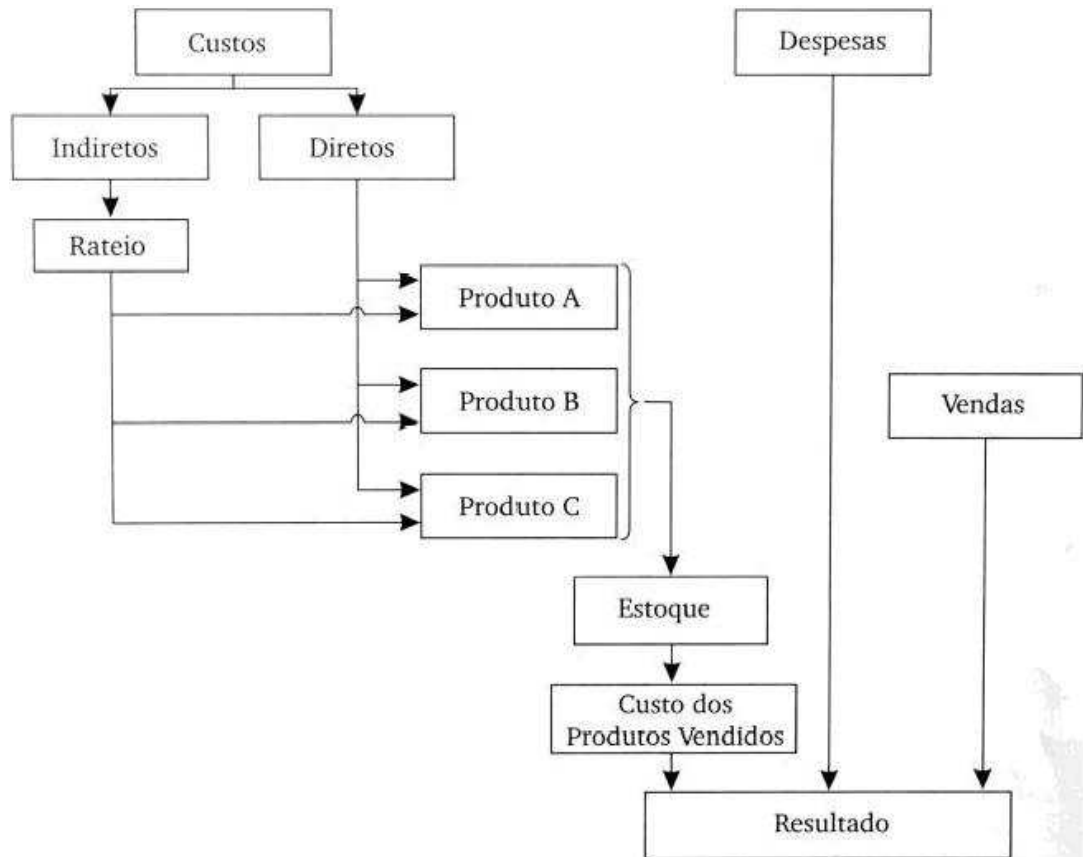 Custos
Despesas
Indiretos
Diretos
Rateio
Produto A
Produto B
Vendas
Produto C
Estoque
Custo dos
Produtos Vendidos
Resultado